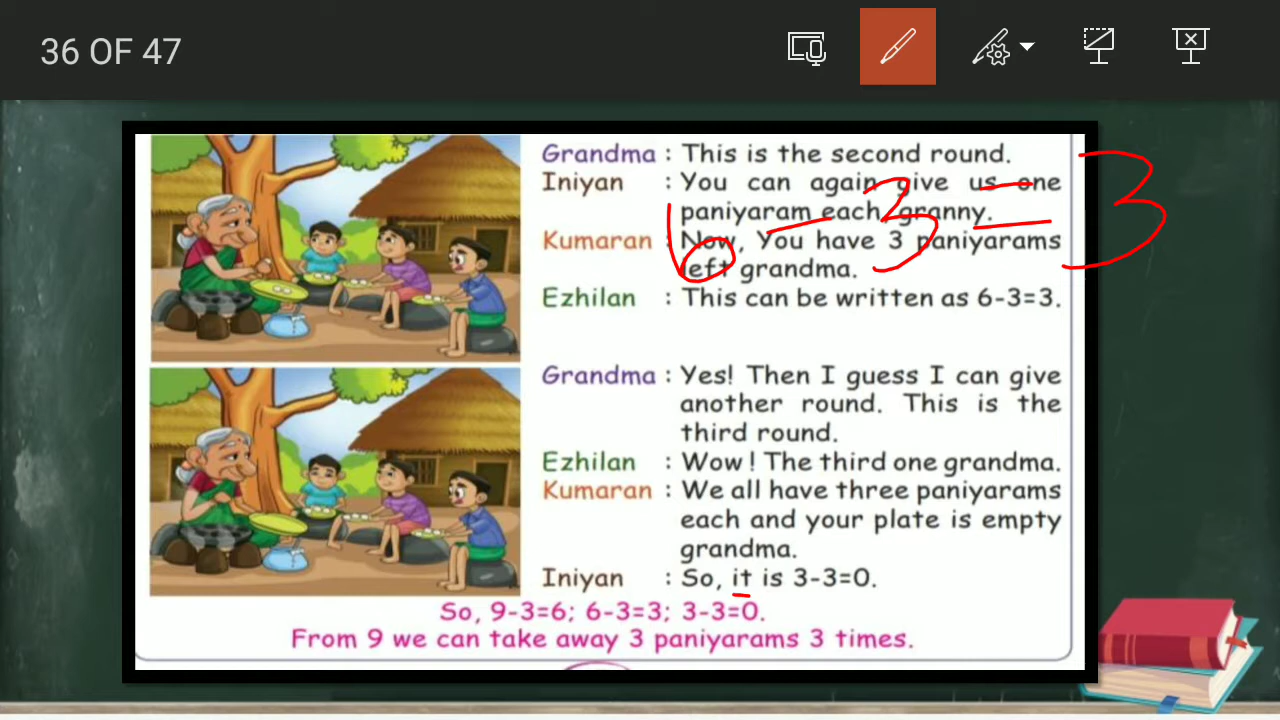 36 OF 47
Grandma : This is the second round.
Iniyan : You can again give us one
paniyaram each granny.
Kumaran : Now, You have 3 paniyarams
left grandma.
Ezhilan : This can be written as 6-3=3.
6 - 3 = 3
Grandma : Yes! Then I guess I can give
another round. This is the
third round.
Ezhilan : Wow! The third one grandma.
Kumaran : We all have three paniyarams
each and your plate is empty
grandma.
Iniyan : So, it is 3-3=0.
So, 9-3=6; 6-3=3; 3-3=0.
From 9 we can take away 3 paniyarams 3 times.